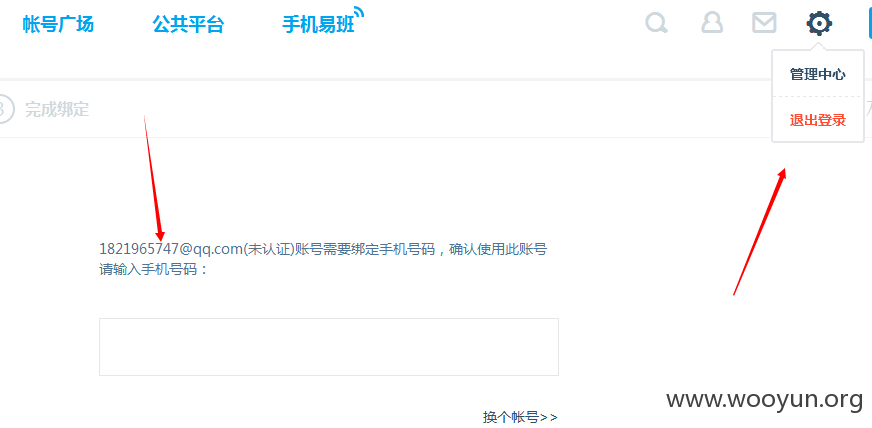 帐号广场 公共平台 手机易班
管理中心
退出登录
3 完成绑定
1821965747@qq.com(未认证)账号需要绑定手机号码，确认使用此账号
请输入手机号码：
换个帐号>>
www.wooyun.org